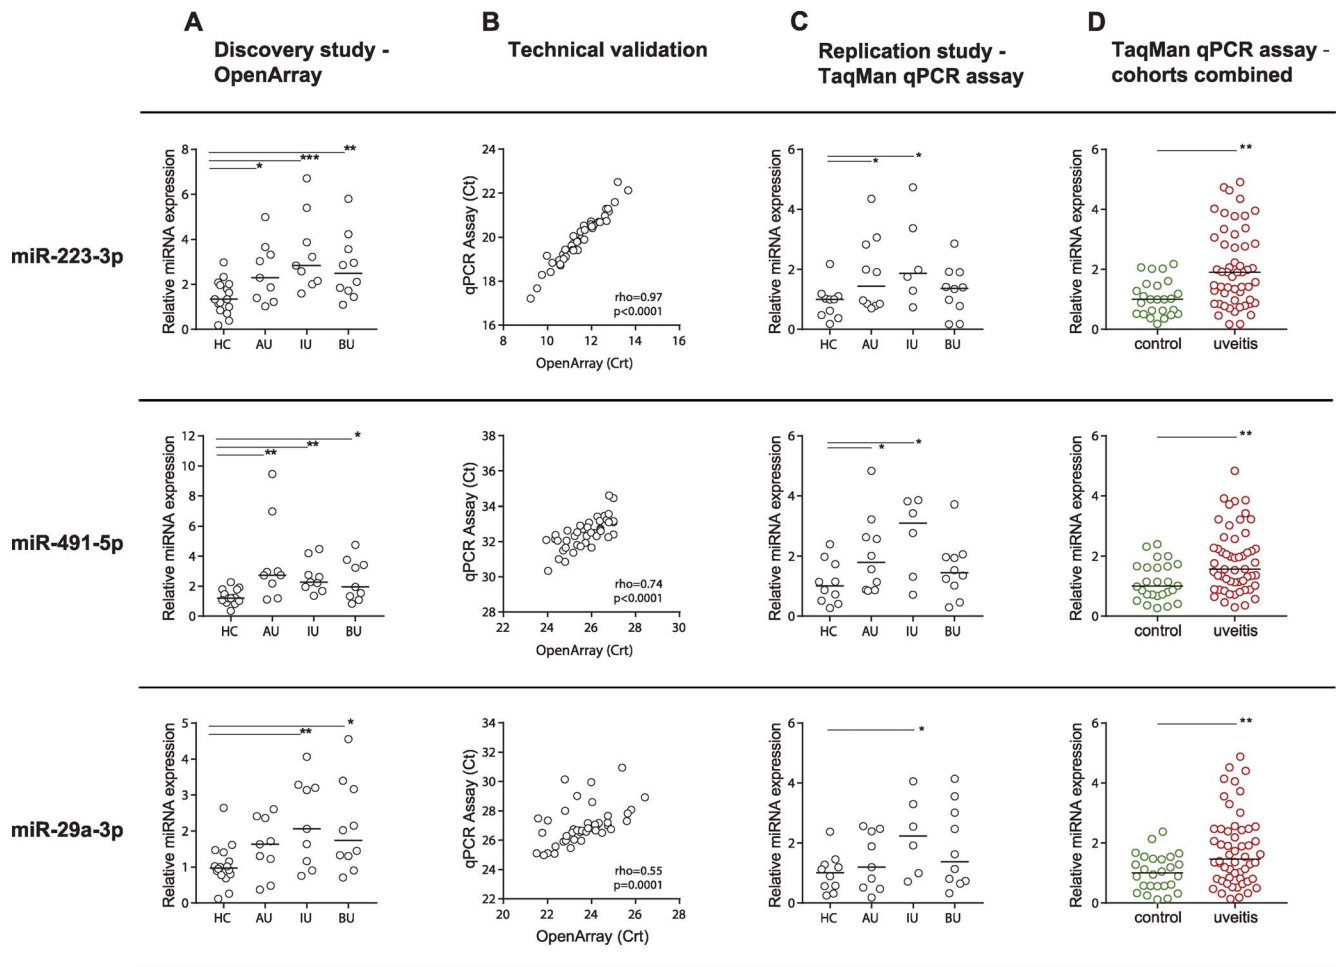 A
Discovery study -
OpenArray
B
Technical validation
C
Replication study -
TaqMan qPCR assay
D
TaqMan qPCR assay -
cohorts combined
miR-223-3p
Relative miRNA expression
8
6
4
2
0
* *** **
HC AU IU BU
qPCR Assay (Ct)
24
22
20
18
16
rho=0.97
p<0.0001
8 10 12 14 16
OpenArray (Crt)
Relative miRNA expression
6
4
2
0
* *
HC AU IU BU
Relative miRNA expression
6
4
2
0
**
control uveitis
miR-491-5p
Relative miRNA expression
12
10
8
6
4
2
0
** ** *
HC AU IU BU
qPCR Assay (Ct)
38
36
34
32
30
28
rho=0.74
p<0.0001
22 24 26 28 30
OpenArray (Crt)
Relative miRNA expression
6
4
2
0
* *
HC AU IU BU
Relative miRNA expression
6
4
2
0
**
control uveitis
miR-29a-3p
Relative miRNA expression
5
4
3
2
1
0
** *
HC AU IU BU
qPCR Assay (Ct)
34
32
30
28
26
24
22
rho=0.55
p=0.0001
20 22 24 26 28
OpenArray (Crt)
Relative miRNA expression
6
4
2
0
*
HC AU IU BU
Relative miRNA expression
6
4
2
0
**
control uveitis